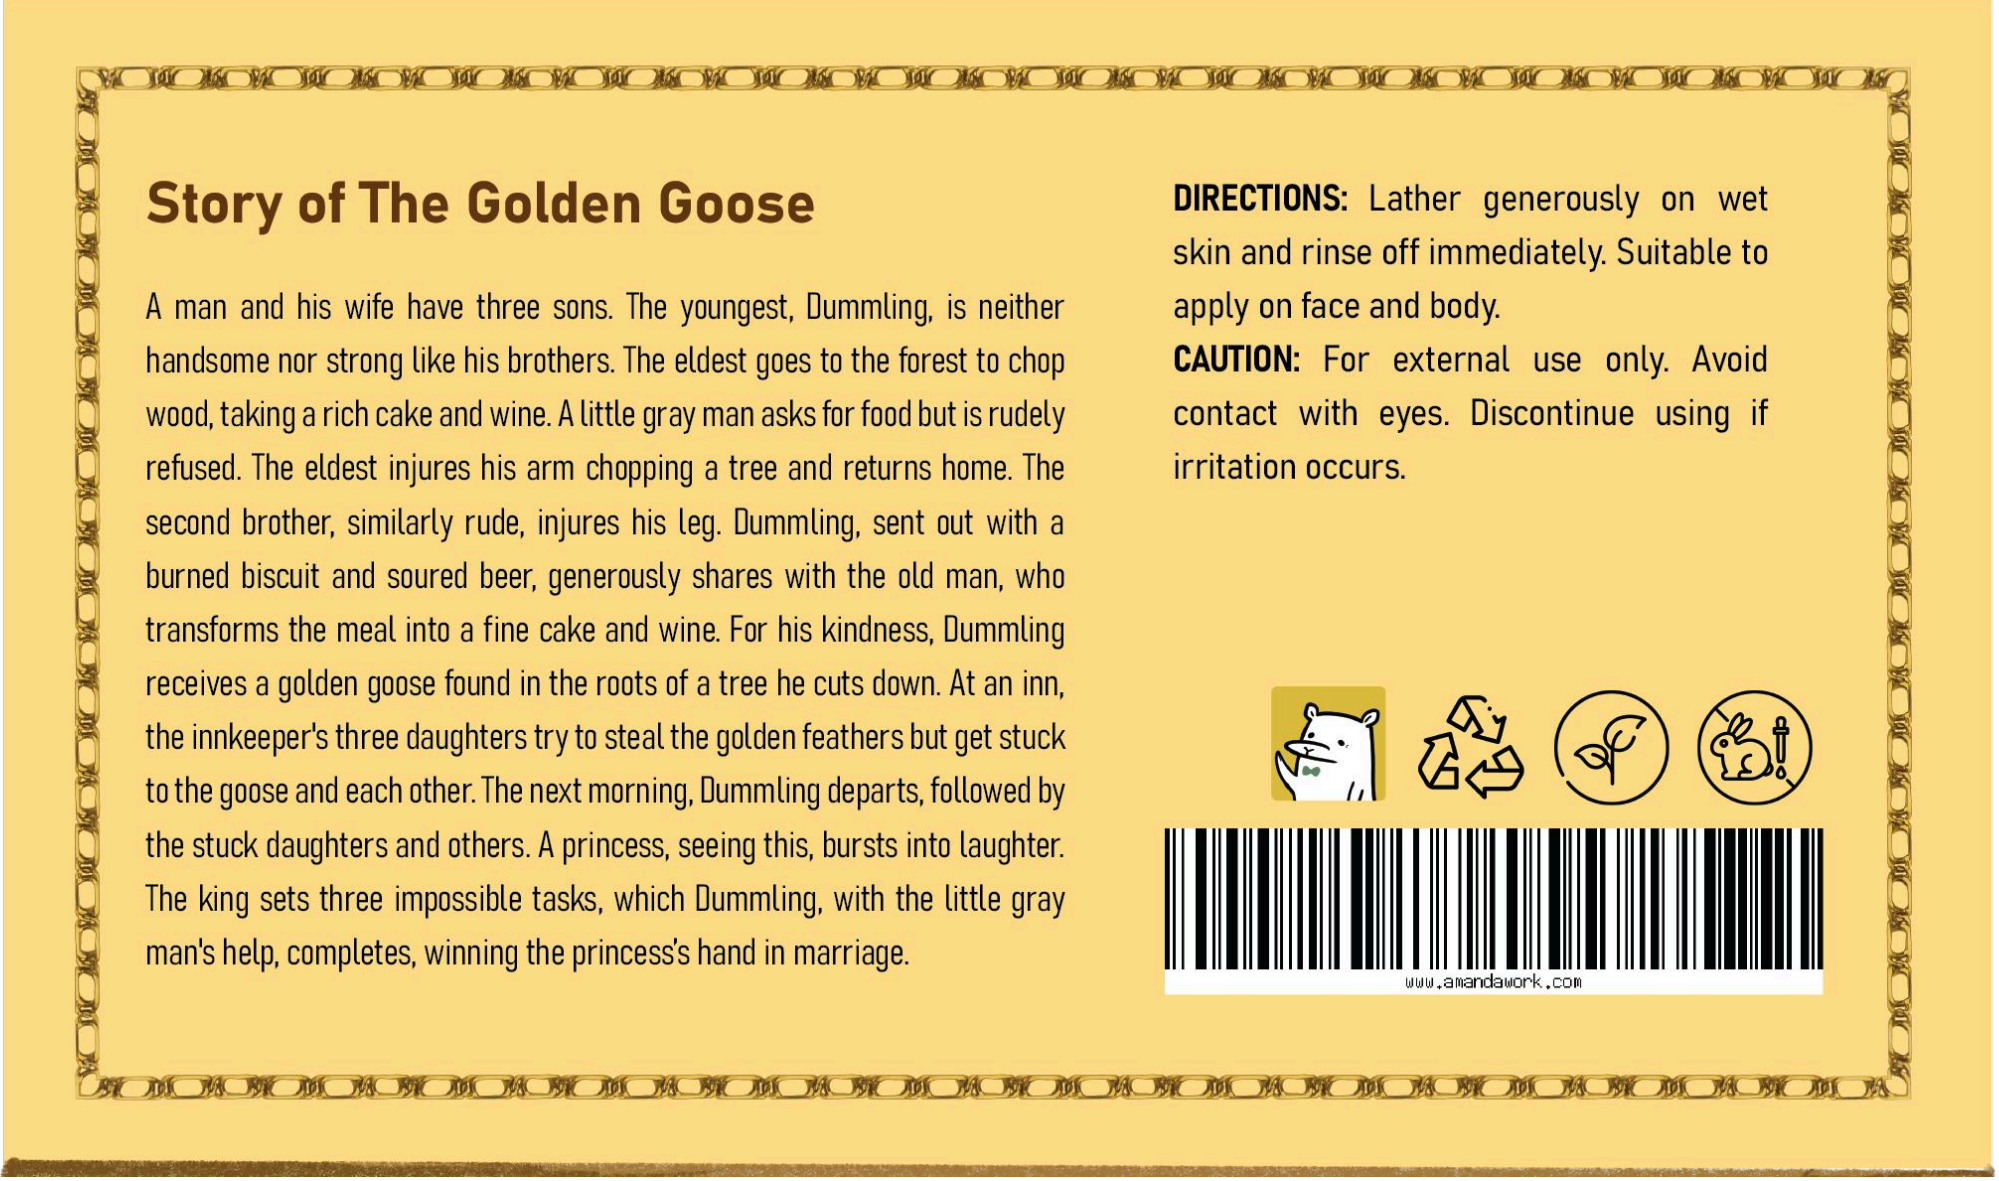 Story of The Golden Goose
A man and his wife have three sons. The youngest, Dummling, is neither
handsome nor strong like his brothers. The eldest goes to the forest to chop
wood, taking a rich cake and wine. A little gray man asks for food but is rudely
refused. The eldest injures his arm chopping a tree and returns home. The
second brother, similarly rude, injures his leg. Dummling, sent out with a
burned biscuit and soured beer, generously shares with the old man, who
transforms the meal into a fine cake and wine. For his kindness, Dummling
receives a golden goose found in the roots of a tree he cuts down. At an inn,
the innkeeper's three daughters try to steal the golden feathers but get stuck
to the goose and each other. The next morning, Dummling departs, followed by
the stuck daughters and others. A princess, seeing this, bursts into laughter.
The king sets three impossible tasks, which Dummling, with the little gray
man's help, completes, winning the princess's hand in marriage.
DIRECTIONS: Lather generously on wet
skin and rinse off immediately. Suitable to
apply on face and body.
CAUTION: For external use only. Avoid
contact with eyes. Discontinue using if
irritation occurs.
www.amandawork.com